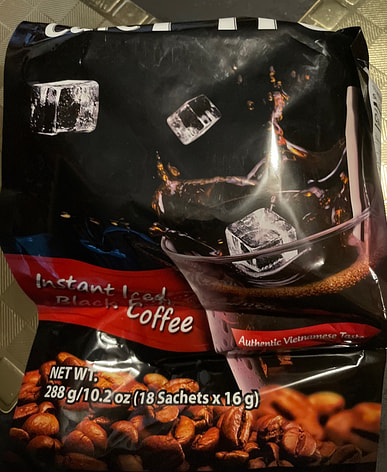 Instant Iced
Black
Coffee
Authentic Vietnamese Taste
NET WT.
288 g/10.2 oz (18 Sachets x 16 g)